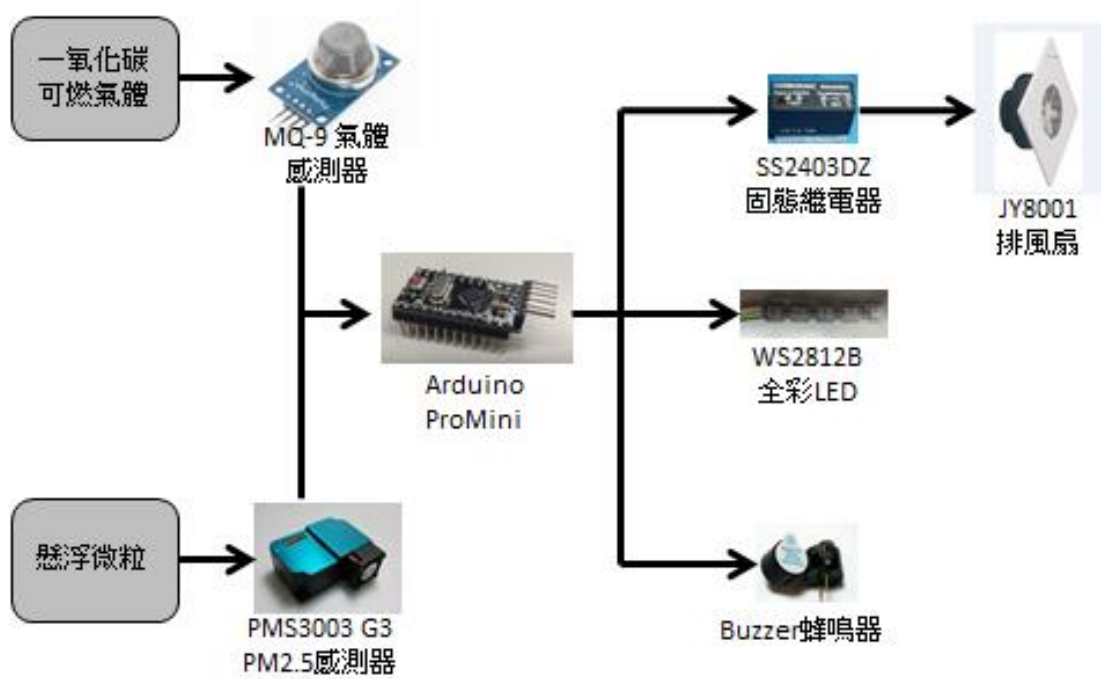 一氧化碳
可燃氣體
MQ-9 氣體
感測器
SS2403DZ
固態繼電器
JY8001
排風扇
Arduino
ProMini
WS2812B
全彩LED
懸浮微粒
PMS3003 G3
PM2.5感測器
Buzzer蜂鳴器